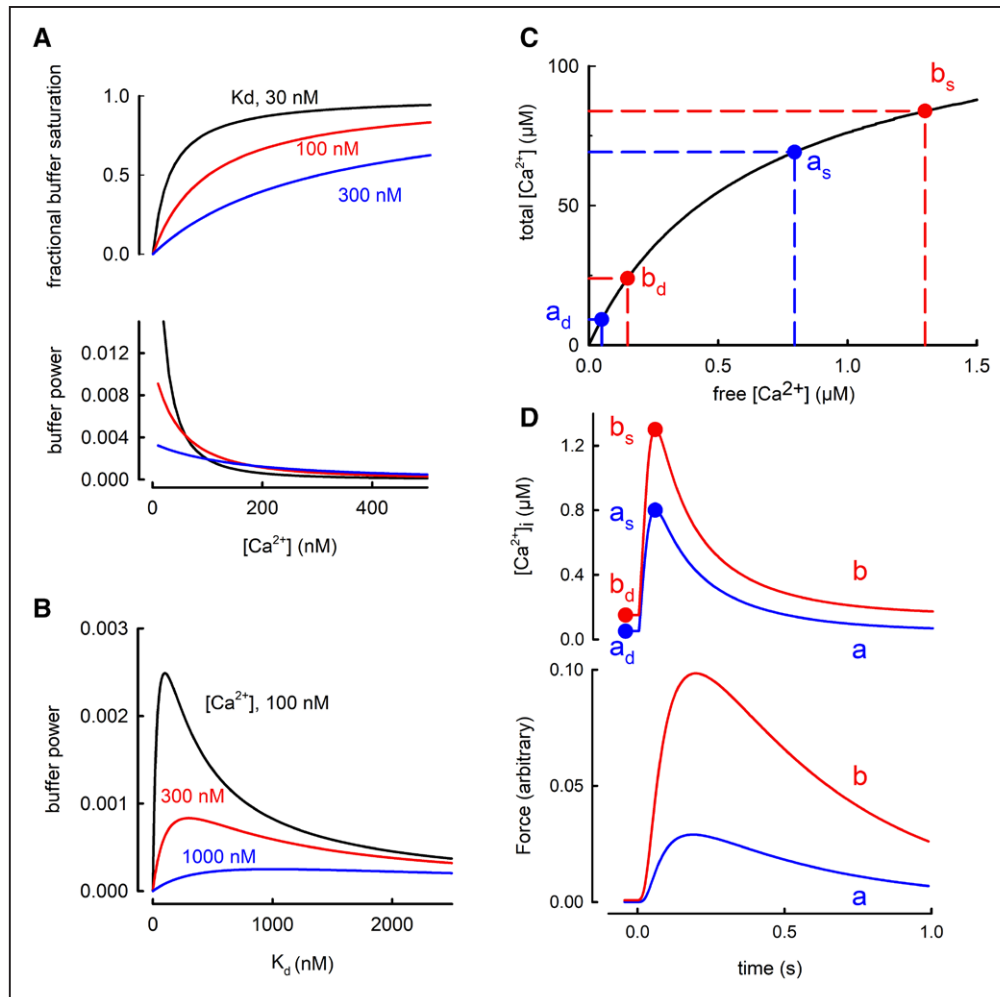 A
fractional buffer saturation
1.0
0.5
0.0
Kd, 30 nM
100 nM
300 nM
buffer power
0.012
0.008
0.004
0.000
0
200
400
[Ca2+] (nM)
B
buffer power
0.003
0.002
0.001
0.000
[Ca2+], 100 nM
300 nM
1000 nM
0
1000
2000
Kd (nM)
C
total [Ca2+] (µM)
100
50
0
bs
as
bd
ad
0.0
0.5
1.0
1.5
free [Ca2+] (µM)
D
[Ca2+]i (µM)
1.2
0.8
0.4
0.0
bs
as
bd
ad
b
a
Force (arbitrary)
0.10
0.05
0.00
b
a
0.0
0.5
1.0
time (s)